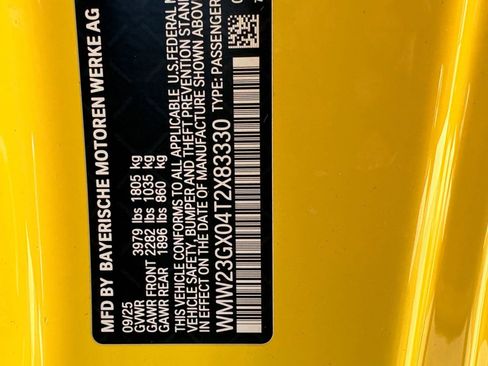 MFD BY BAYERISCHE MOTOREN WERKE AG
09/25
GVWR 3979 lbs 1805 kg
GAWR FRONT 2282 lbs 1035 kg
GAWR REAR 1896 lbs 860 kg
THIS VEHICLE CONFORMS TO ALL APPLICABLE U.S.FEDERAL
VEHICLE SAFETY, BUMPER AND THEFT PREVENTION STAN
IN EFFECT ON THE DATE OF MANUFACTURE SHOWN ABOV
WMW23GX04T2X83330 TYPE: PASSENGER